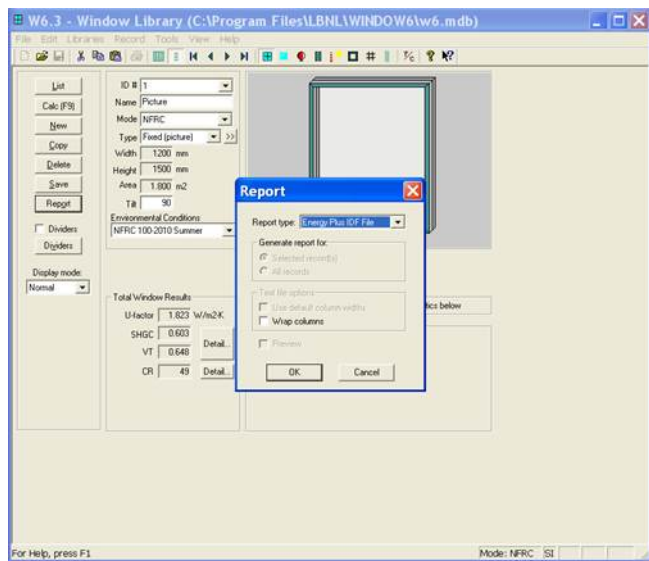 W6.3 - Window Library (C:\Program Files\LBNL\WINDOW6\w6.mdb)
File Edit Libraries Record Tools View Help
List
Calc (F9)
New
Copy
Delete
Save
Report
Dividers
Dividers
Display mode:
Normal
ID # 1
Name Picture
Mode NFRC
Type Fixed (picture) >>
Width 1200 mm
Height 1500 mm
Area 1.800 m2
Tilt 90
Environmental Conditions
NFRC 100-2010 Summer
Total Window Results
U-factor 1.823 W/m2-K
SHGC 0.603
VT 0.648
Detail...
CR 49 Detail...
tics below
Report
Report type: Energy Plus IDF File
Generate report for:
Selected record(s)
All records
Text file options
Use default column widths
Wrap columns
Preview
OK Cancel
For Help, press F1
Mode: NFRC SI